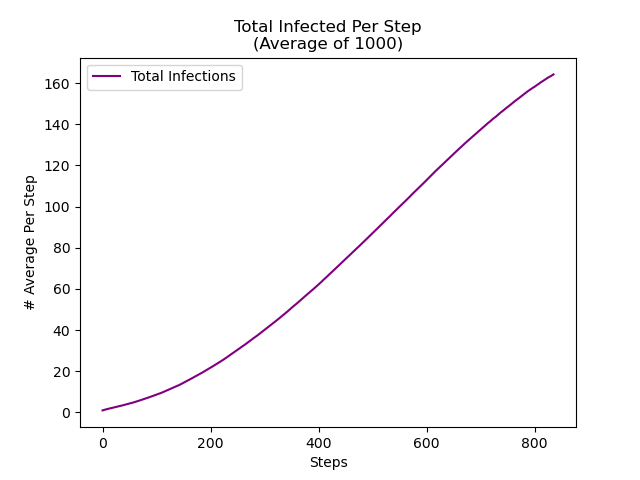 Total Infected Per Step
(Average of 1000)
Total Infections
# Average Per Step
160
140
120
100
80
60
40
20
0
0 200 400 600 800
Steps